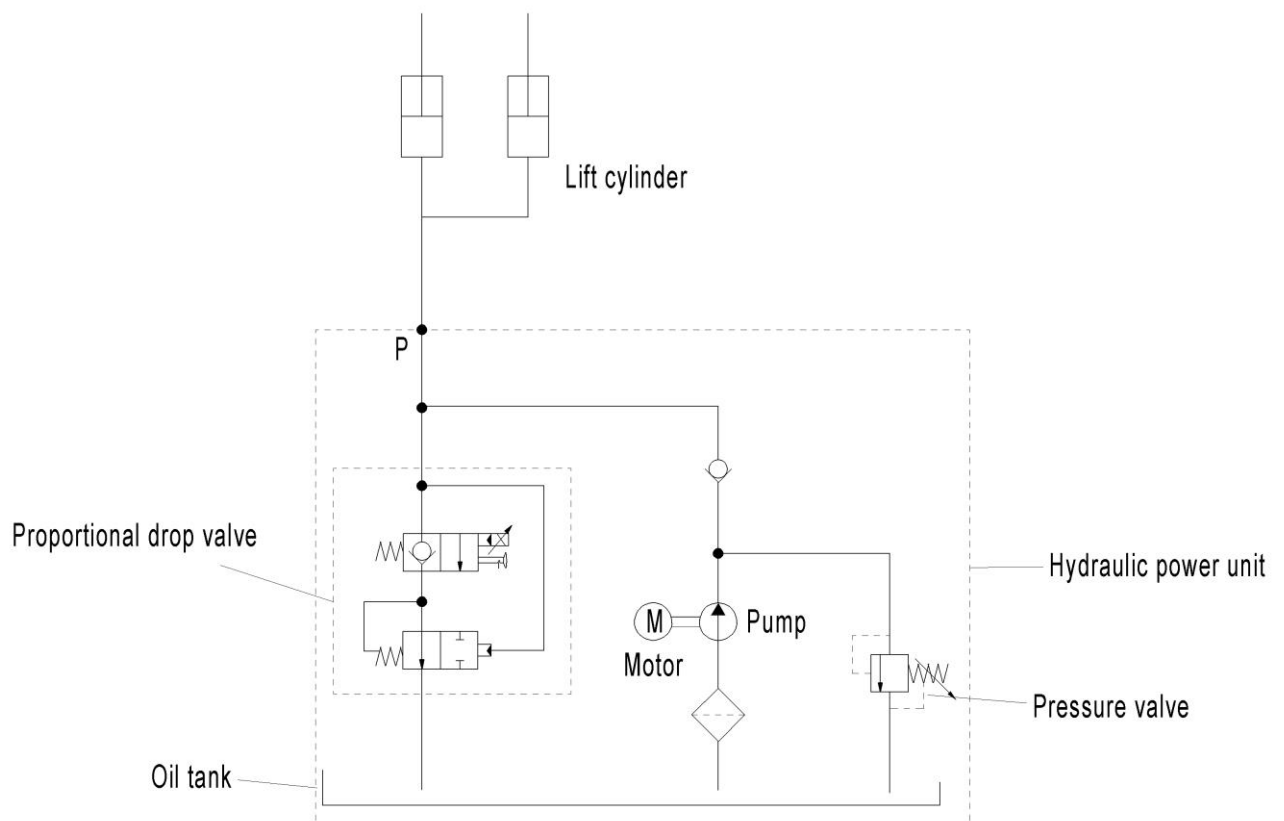 Lift cylinder
P
Proportional drop valve
Hydraulic power unit
M
Pump
Motor
Pressure valve
Oil tank